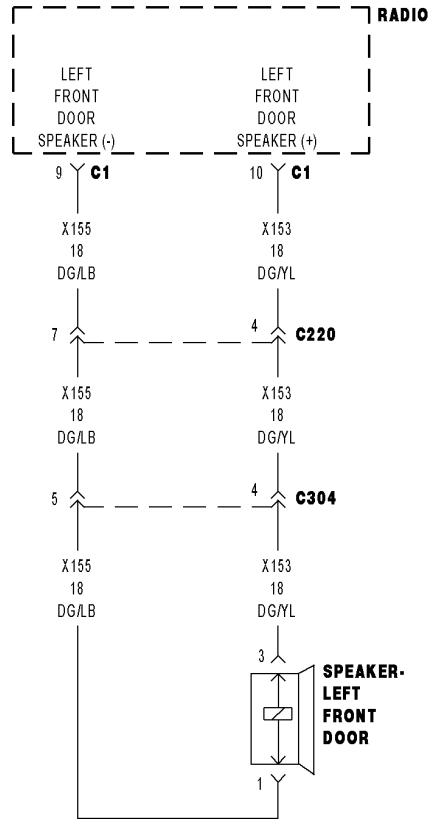 RADIO
LEFT
FRONT
DOOR
SPEAKER (-)
LEFT
FRONT
DOOR
SPEAKER (+)
9 C1
10 C1
X155
18
DG/LB
X153
18
DG/YL
7
4 C220
X155
18
DG/LB
X153
18
DG/YL
5
4 C304
X155
18
DG/LB
X153
18
DG/YL
3
SPEAKER-
LEFT
FRONT
DOOR
1